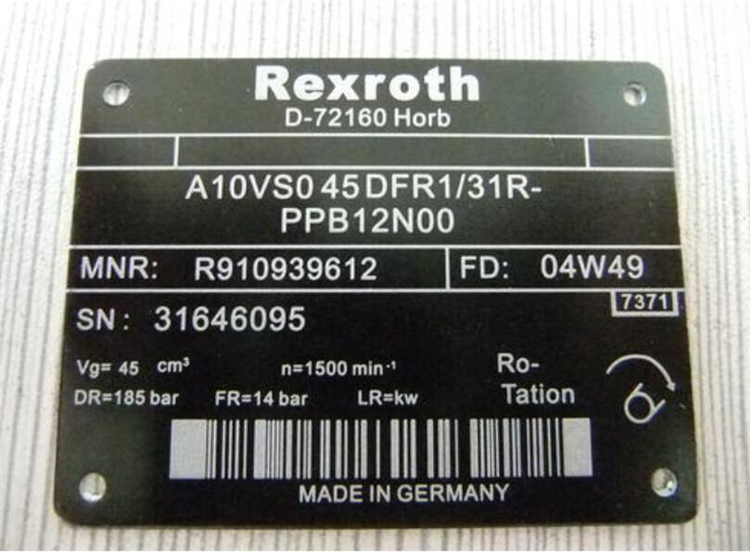 Rexroth
D-72160 Horb
A10VS0 45 DFR1/31R-
PPB12N00
MNR: R910939612 FD: 04W49
7371
SN: 31646095
Vg= 45 cm³ n=1500 min⁻¹ Ro-
DR=185 bar FR=14 bar LR=kw Tation
MADE IN GERMANY